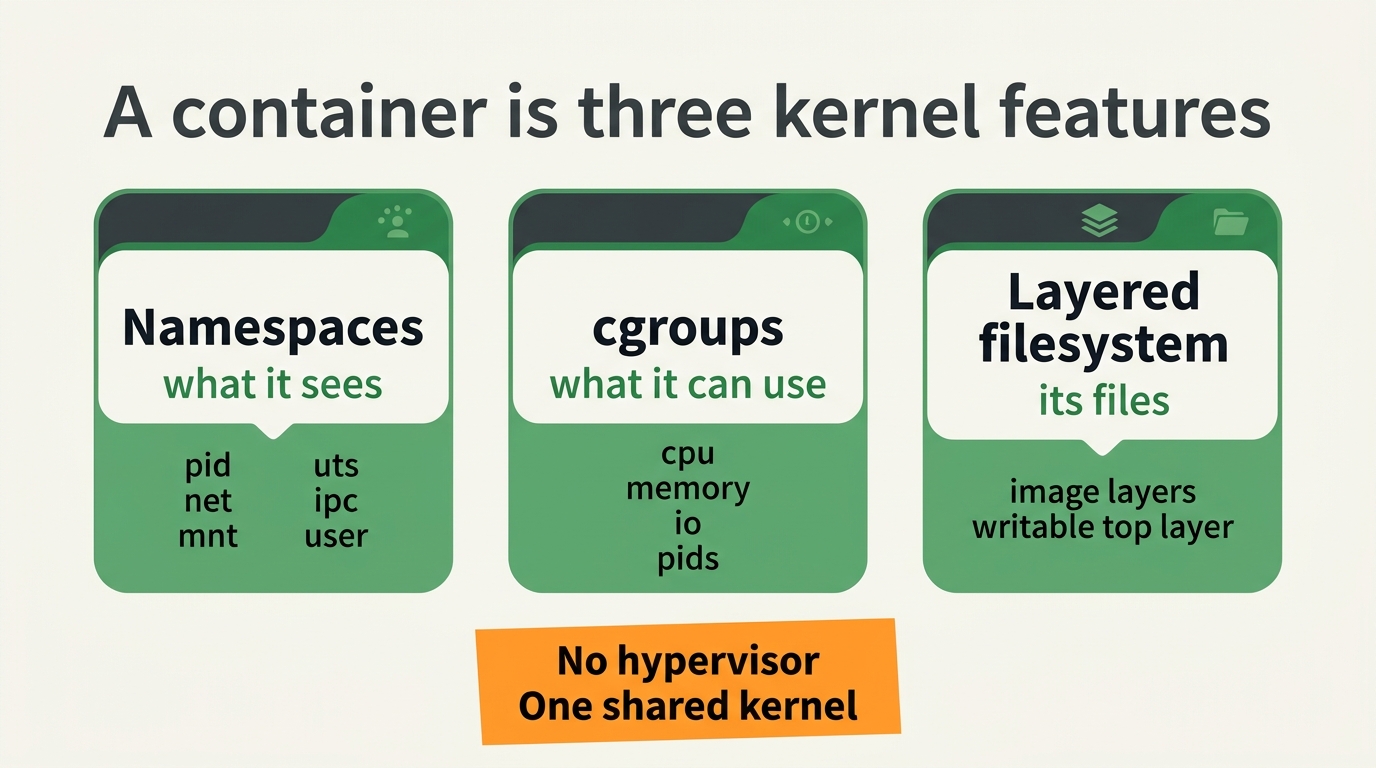 A container is three kernel features
Namespaces
what it sees
pid
net
mnt
uts
ipc
user
cgroups
what it can use
cpu
memory
io
pids
Layered
filesystem
its files
image layers
writable top layer
No hypervisor
One shared kernel